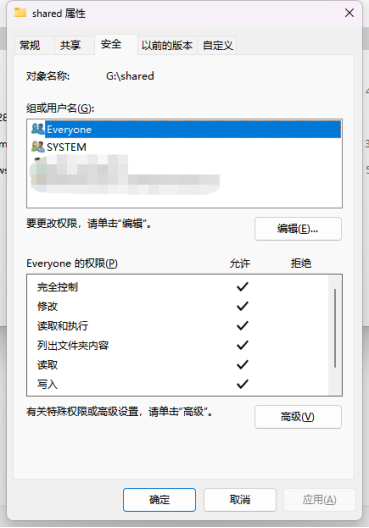 shared 属性
常规 共享 安全 以前的版本 自定义
对象名称: G:\shared
组或用户名(G):
Everyone
SYSTEM
要更改权限，请单击“编辑”。
编辑(E)...
Everyone 的权限(P) 允许 拒绝
完全控制
修改
读取和执行
列出文件夹内容
读取
写入
有关特殊权限或高级设置，请单击“高级”。
高级(V)
确定 取消 应用(A)